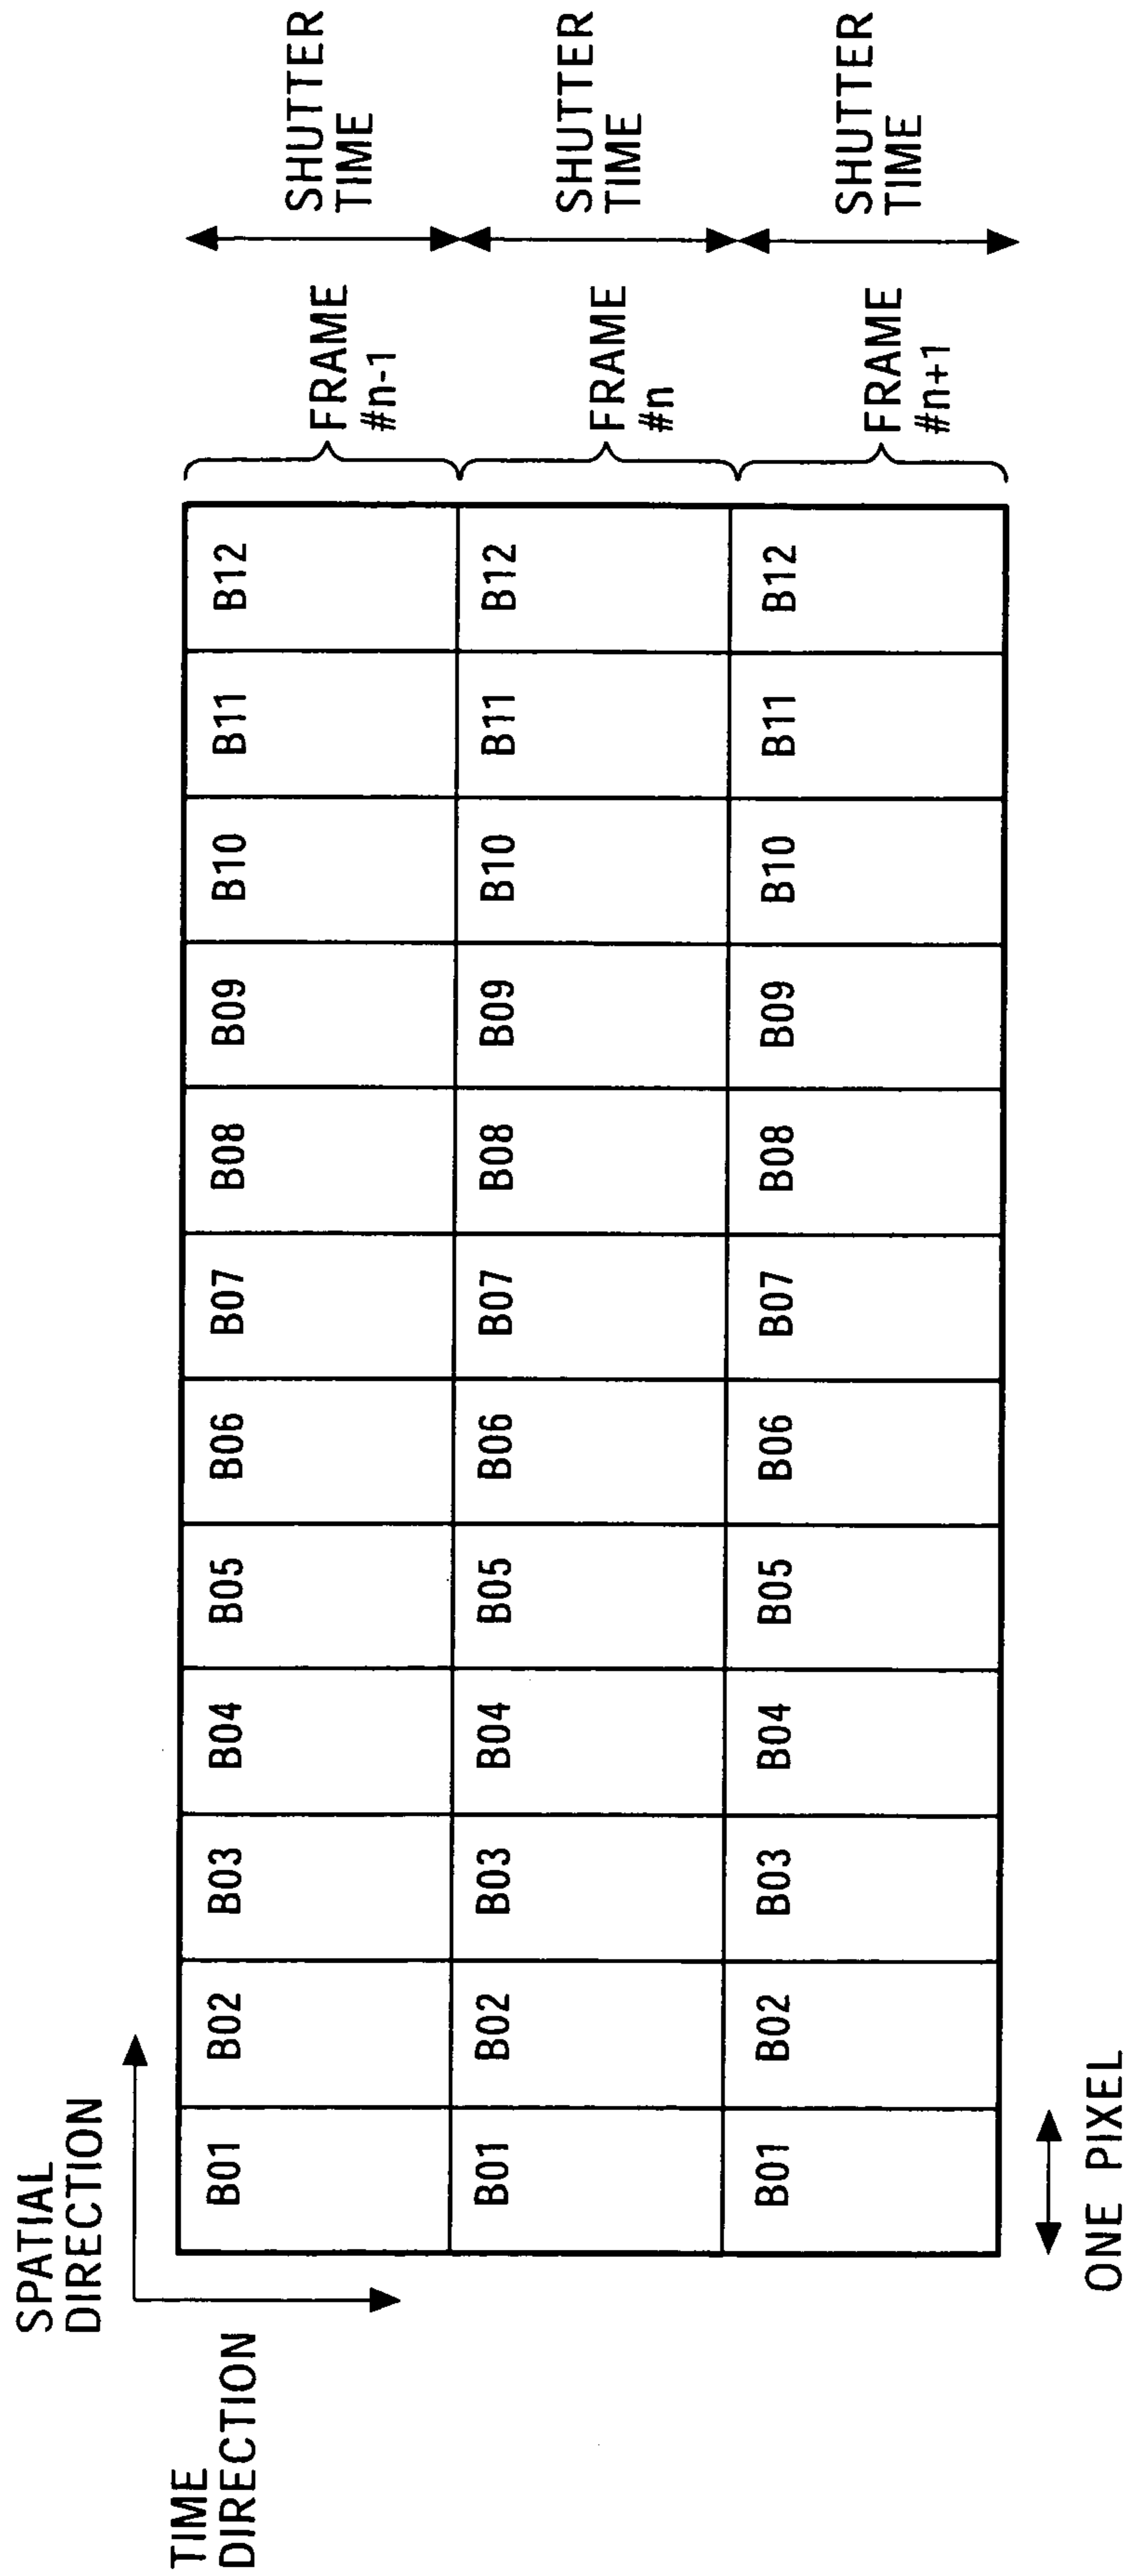 SPATIAL
DIRECTION
TIME
DIRECTION
B01 B02 B03 B04 B05 B06 B07 B08 B09 B10 B11 B12
FRAME
#n-1
SHUTTER
TIME
B01 B02 B03 B04 B05 B06 B07 B08 B09 B10 B11 B12
FRAME
#n
SHUTTER
TIME
B01 B02 B03 B04 B05 B06 B07 B08 B09 B10 B11 B12
FRAME
#n+1
SHUTTER
TIME
ONE PIXEL